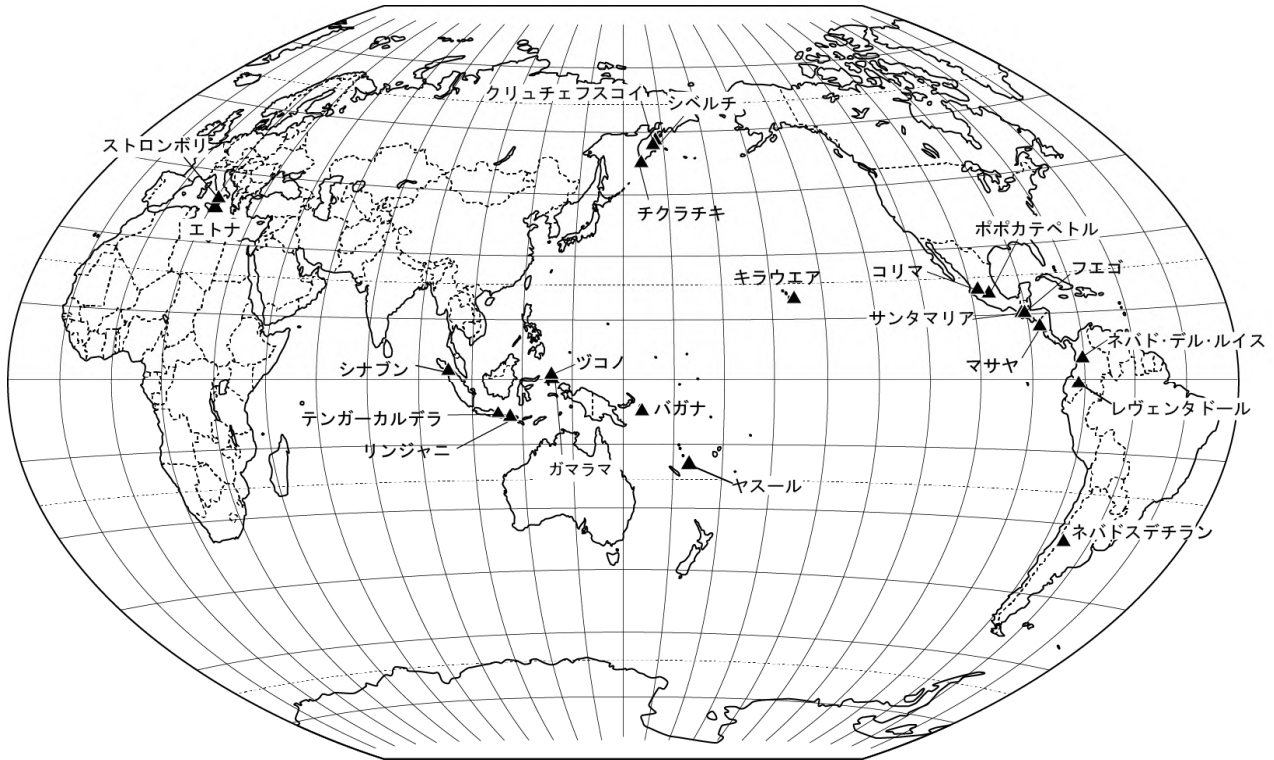 クリュチェフスコイ
シベルチ
ストロンボリ
チクラチキ
エトナ
ポポカテペトル
コリマ
フエゴ
キラウエア
サンタマリア
ネバド・デル・ルイス
マサヤ
シナブン
ヅコノ
テンガーカルデラ
バガナ
レヴェンタドール
リンジャニ
ガマラマ
ヤスール
ネバドスデチラン